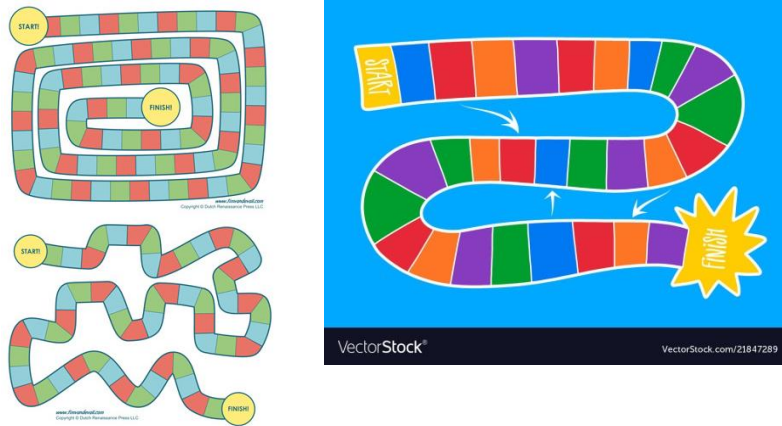 START!
FINISH!
www.timvandevall.com
Copyright © Dutch Renaissance Press LLC
START!
FINISH!
www.timvandevall.com
Copyright © Dutch Renaissance Press LLC
START
FINISH
VectorStock®
VectorStock.com/21847289